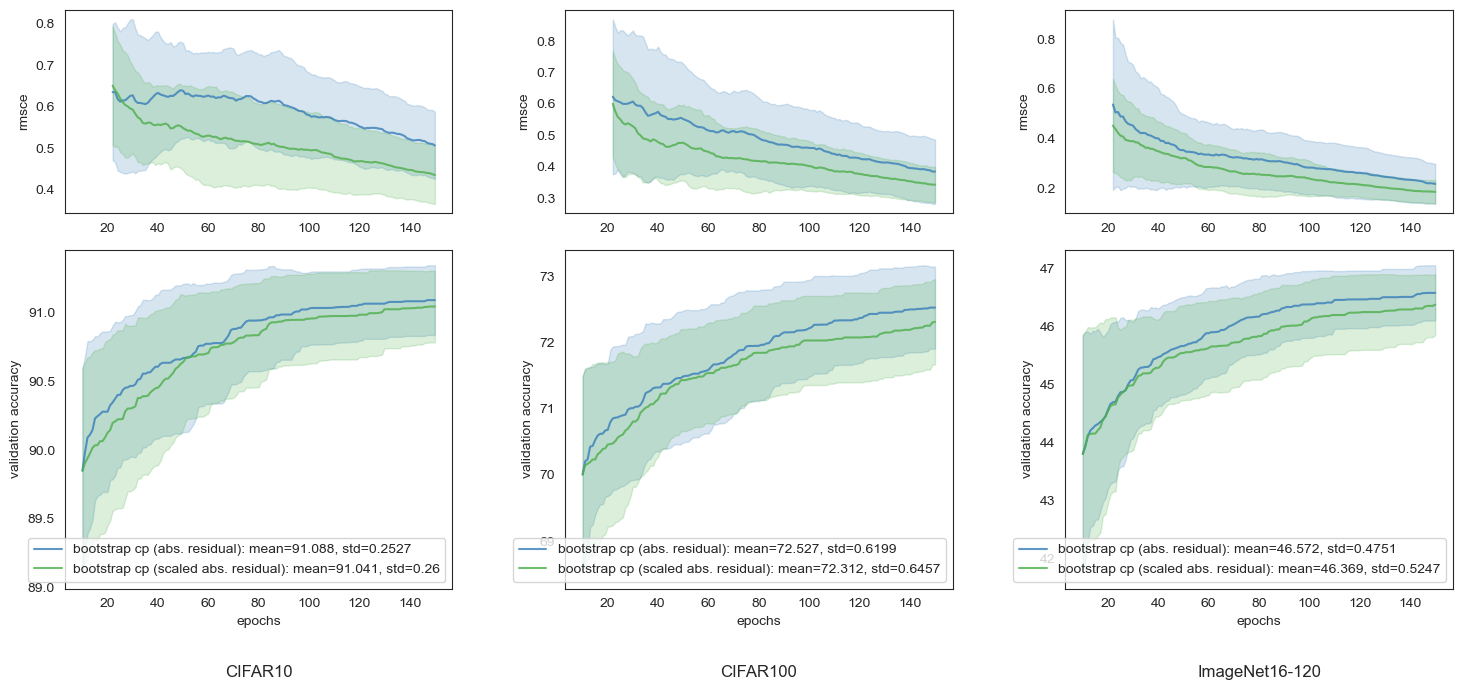 0.8
0.7
0.6
0.5
0.4
rmsce
20 40 60 80 100 120 140
0.8
0.7
0.6
0.5
0.4
0.3
rmsce
20 40 60 80 100 120 140
0.8
0.6
0.4
0.2
rmsce
20 40 60 80 100 120 140
91.0
90.5
90.0
89.5
89.0
validation accuracy
bootstrap cp (abs. residual): mean=91.088, std=0.2527
bootstrap cp (scaled abs. residual): mean=91.041, std=0.26
20 40 60 80 100 120 140
epochs
73
72
71
70
69
validation accuracy
bootstrap cp (abs. residual): mean=72.527, std=0.6199
bootstrap cp (scaled abs. residual): mean=72.312, std=0.6457
20 40 60 80 100 120 140
epochs
47
46
45
44
43
42
validation accuracy
bootstrap cp (abs. residual): mean=46.572, std=0.4751
bootstrap cp (scaled abs. residual): mean=46.369, std=0.5247
20 40 60 80 100 120 140
epochs
CIFAR10
CIFAR100
ImageNet16-120